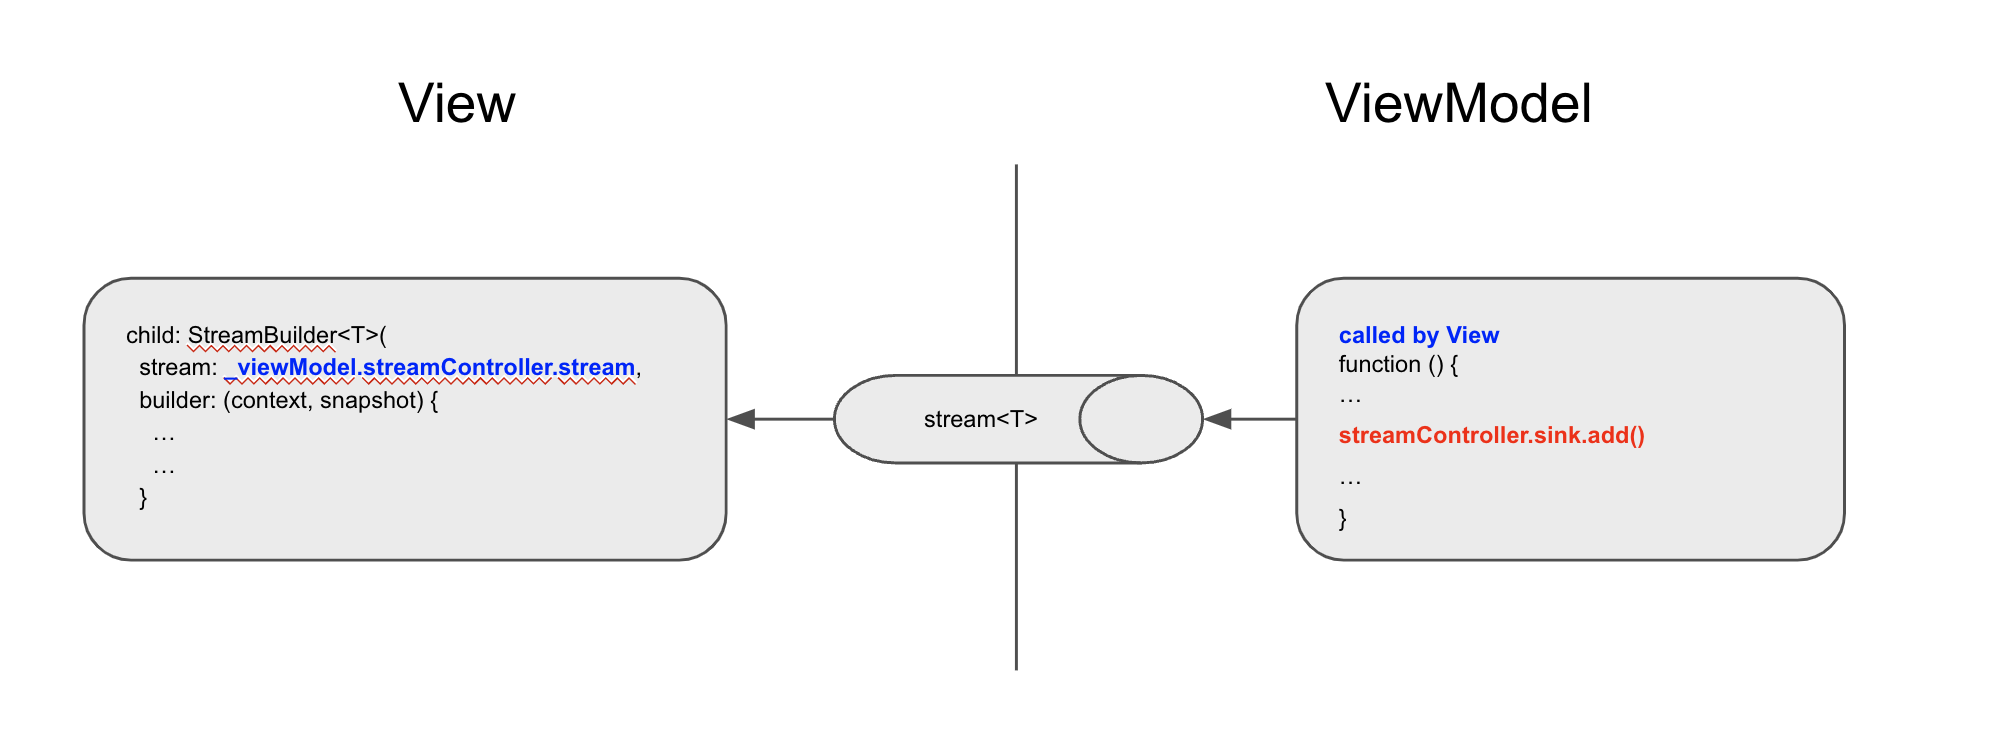 View
ViewModel
child: StreamBuilder<T>(
stream: _viewModel.streamController.stream,
builder: (context, snapshot) {
…
…
}
stream<T>
called by View
function () {
…
streamController.sink.add()
…
}